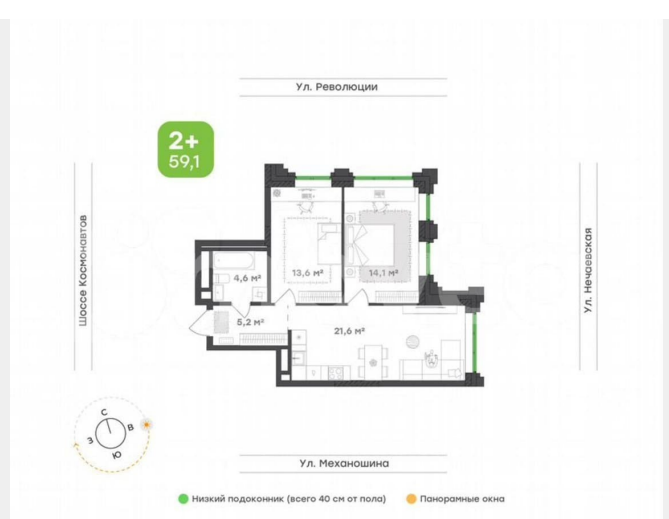 Ул. Революции
2+
59,1
Шоссе Космонавтов
Ул. Нечаевская
4,6 м²
13,6 м²
14,1 м²
5,2 м²
21,6 м²
С
З
В
Ю
Ул. Механошина
Низкий подоконник (всего 40 см от пола)
Панорамные окна